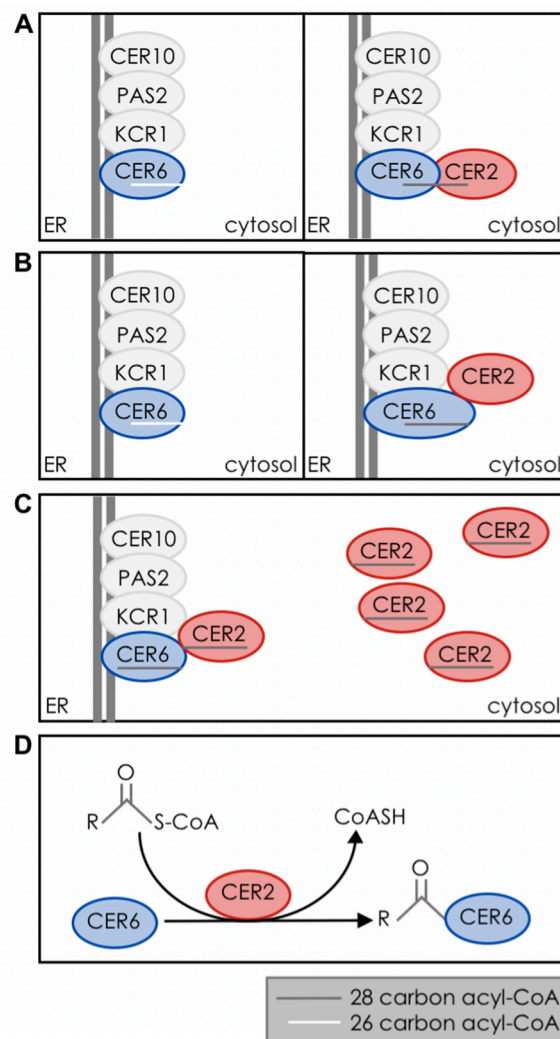 A
CER10
PAS2
KCR1
CER6
ER
cytosol
CER10
PAS2
KCR1
CER6
CER2
ER
cytosol
B
CER10
PAS2
KCR1
CER6
ER
cytosol
CER10
PAS2
KCR1
CER2
CER6
ER
cytosol
C
CER10
PAS2
KCR1
CER6
CER2
CER2
CER2
CER2
CER2
ER
cytosol
D
O
R
S-CoA
CoASH
CER2
CER6
O
R
CER6
28 carbon acyl-CoA
26 carbon acyl-CoA